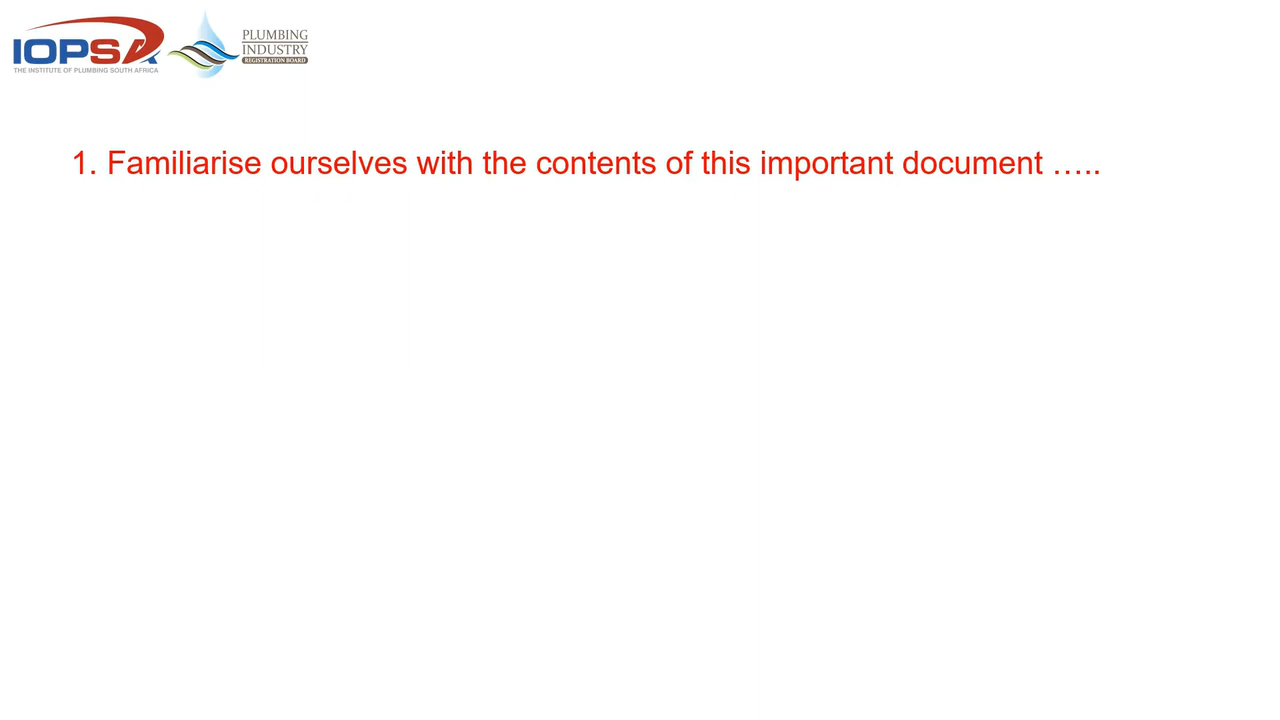 IOPSA
THE INSTITUTE OF PLUMBING SOUTH AFRICA
PLUMBING
INDUSTRY
REGISTRATION BOARD
1. Familiarise ourselves with the contents of this important document …..